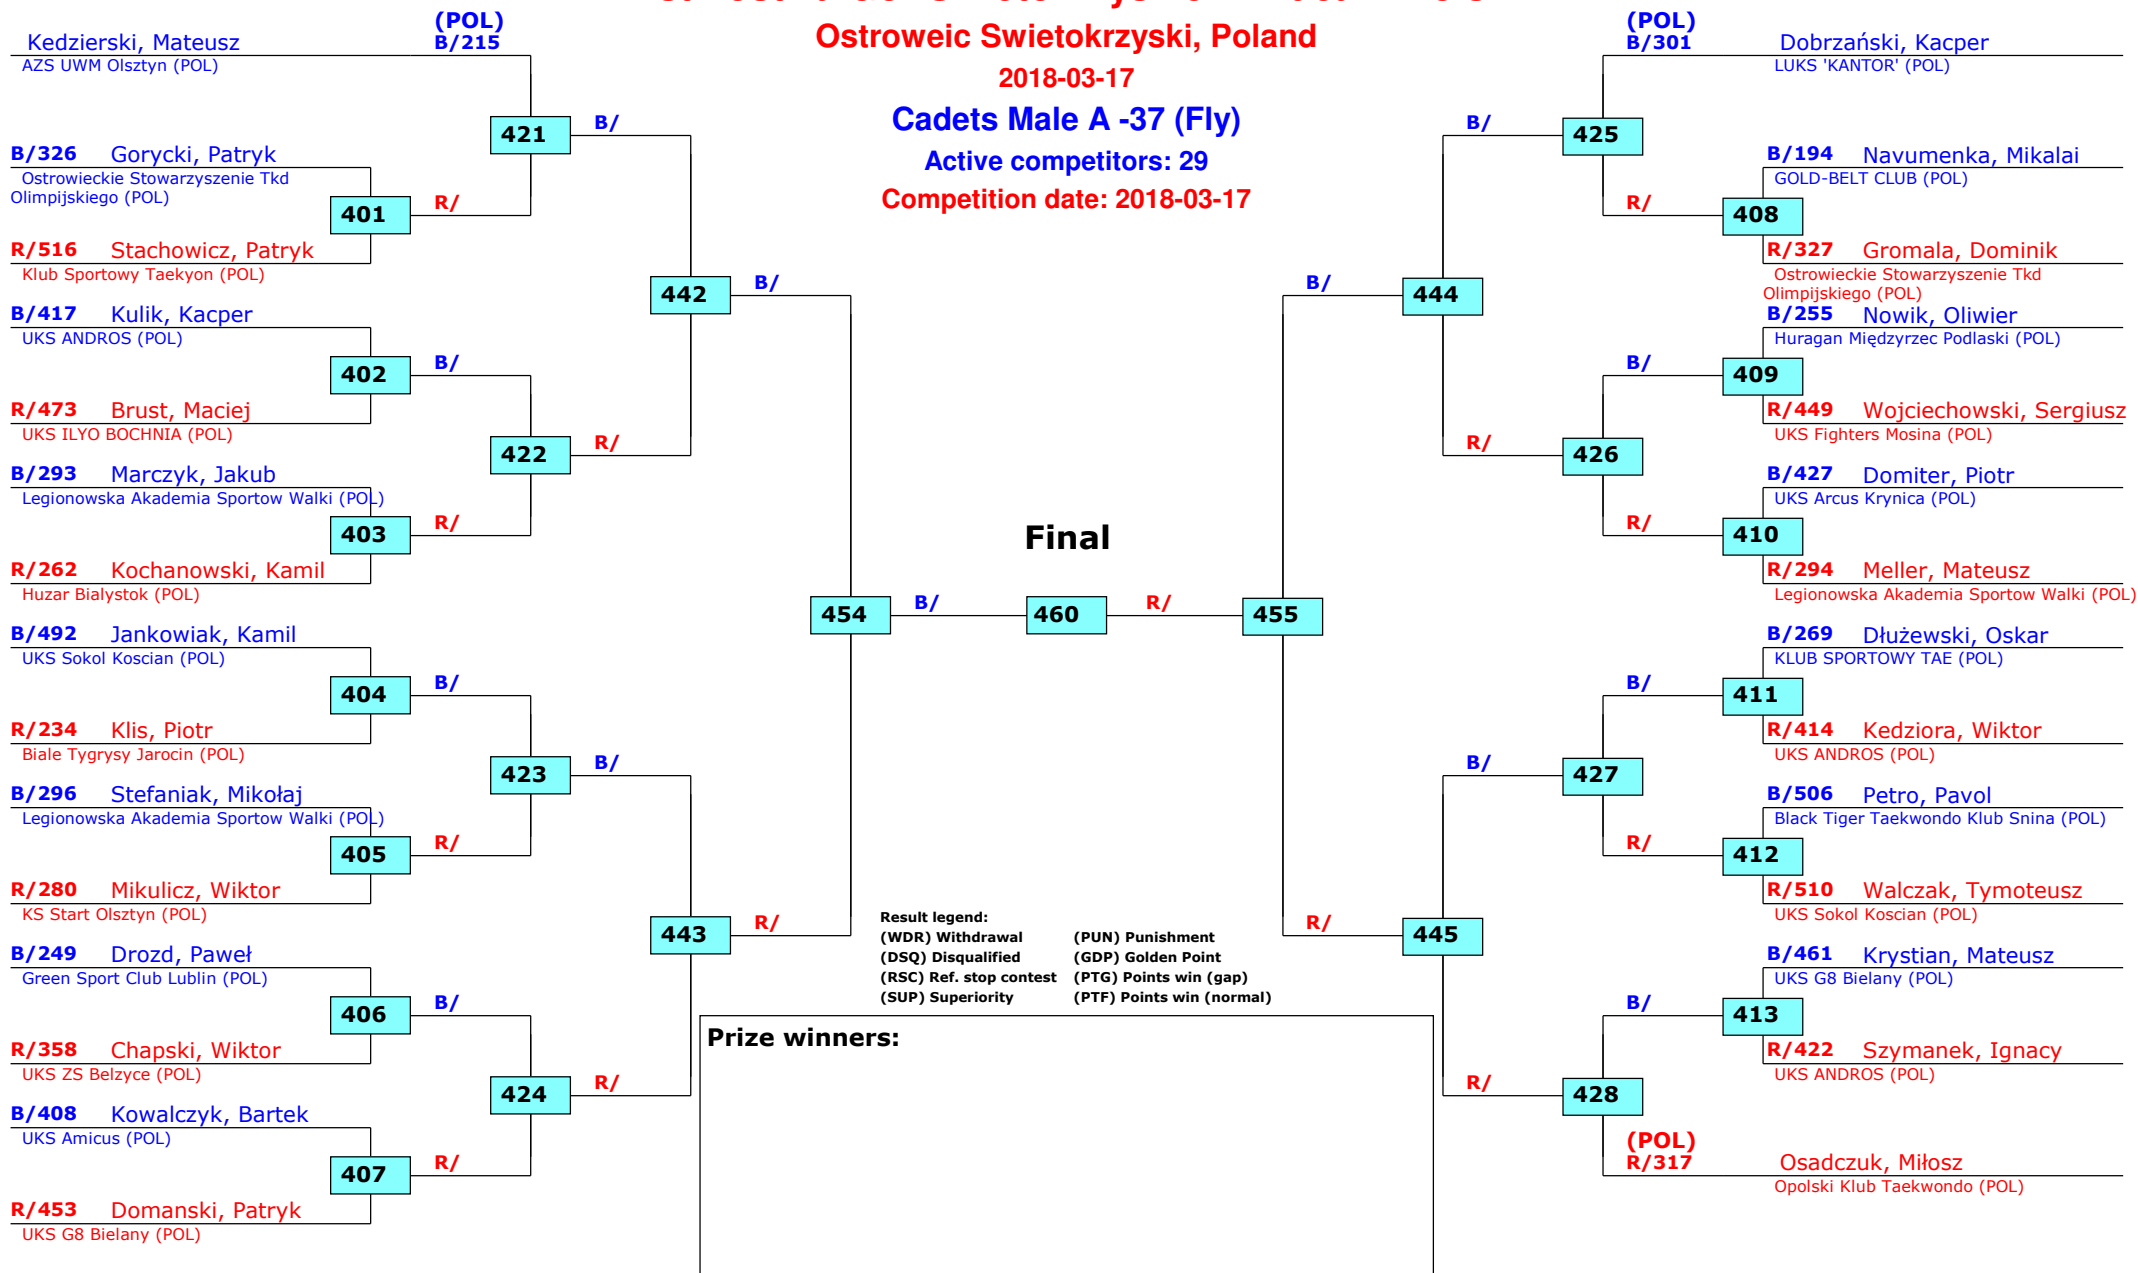 Ostroweic Swietokrzyski, Poland
2018-03-17
Cadets Male A -37 (Fly)
Active competitors: 29
Competition date: 2018-03-17
(POL)
Kedzierski, Mateusz B/215
AZS UWM Olsztyn (POL)
421
B/
B/326 Gorycki, Patryk
Ostrowieckie Stowarzyszenie Tkd
Olimpijskiego (POL)
401
R/
R/516 Stachowicz, Patryk
Klub Sportowy Taekyon (POL)
442
B/
B/417 Kulik, Kacper
UKS ANDROS (POL)
402
B/
R/473 Brust, Maciej
UKS ILYO BOCHNIA (POL)
422
R/
B/293 Marczyk, Jakub
Legionowska Akademia Sportow Walki (POL)
403
R/
R/262 Kochanowski, Kamil
Huzar Bialystok (POL)
454
B/
B/492 Jankowiak, Kamil
UKS Sokol Koscian (POL)
404
B/
R/234 Klis, Piotr
Biale Tygrysy Jarocin (POL)
423
B/
B/296 Stefaniak, Mikołaj
Legionowska Akademia Sportow Walki (POL)
405
R/
R/280 Mikulicz, Wiktor
KS Start Olsztyn (POL)
443
R/
B/249 Drozd, Paweł
Green Sport Club Lublin (POL)
406
B/
R/358 Chapski, Wiktor
UKS ZS Belzyce (POL)
424
R/
B/408 Kowalczyk, Bartek
UKS Amicus (POL)
407
R/
R/453 Domanski, Patryk
UKS G8 Bielany (POL)
Final
460
R/
455
(POL)
B/301 Dobrzański, Kacper
LUKS 'KANTOR' (POL)
B/
425
B/194 Navumenka, Mikalai
GOLD-BELT CLUB (POL)
R/
408
R/327 Gromala, Dominik
Ostrowieckie Stowarzyszenie Tkd
Olimpijskiego (POL)
B/
444
B/255 Nowik, Oliwier
Huragan Międzyrzec Podlaski (POL)
B/
409
R/449 Wojciechowski, Sergiusz
UKS Fighters Mosina (POL)
R/
426
B/427 Domiter, Piotr
UKS Arcus Krynica (POL)
R/
410
R/294 Meller, Mateusz
Legionowska Akademia Sportow Walki (POL)
B/269 Dłużewski, Oskar
KLUB SPORTOWY TAE (POL)
B/
411
R/414 Kedziora, Wiktor
UKS ANDROS (POL)
B/
427
B/506 Petro, Pavol
Black Tiger Taekwondo Klub Snina (POL)
R/
412
R/510 Walczak, Tymoteusz
UKS Sokol Koscian (POL)
R/
445
B/461 Krystian, Mateusz
UKS G8 Bielany (POL)
B/
413
R/422 Szymanek, Ignacy
UKS ANDROS (POL)
R/
428
(POL)
R/317 Osadczuk, Miłosz
Opolski Klub Taekwondo (POL)
Result legend:
(WDR) Withdrawal (PUN) Punishment
(DSQ) Disqualified (GDP) Golden Point
(RSC) Ref. stop contest (PTG) Points win (gap)
(SUP) Superiority (PTF) Points win (normal)
Prize winners: